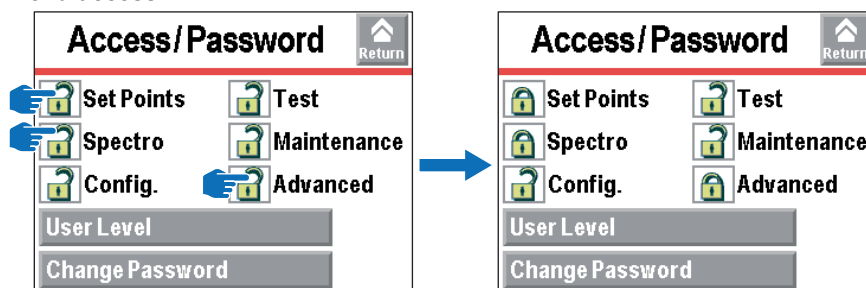 Access/Password
Return
Set Points
Test
Spectro
Maintenance
Config.
Advanced
User Level
Change Password
Access/Password
Return
Set Points
Test
Spectro
Maintenance
Config.
Advanced
User Level
Change Password